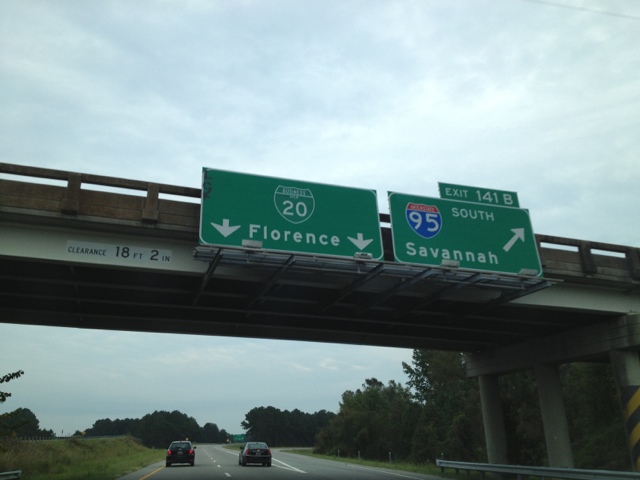 BUSINESS
20
Florence
EXIT 141 B
INTERSTATE
95 SOUTH
Savannah
CLEARANCE 18 FT 2 IN